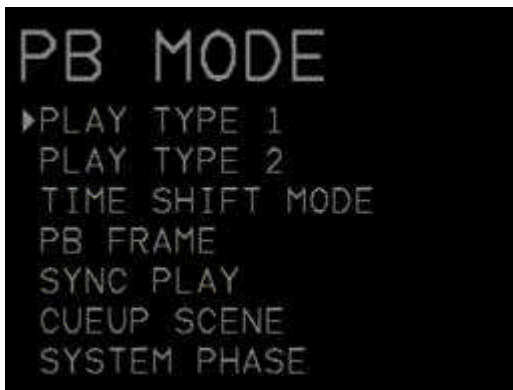 PB MODE
PLAY TYPE 1
PLAY TYPE 2
TIME SHIFT MODE
PB FRAME
SYNC PLAY
CUEUP SCENE
SYSTEM PHASE